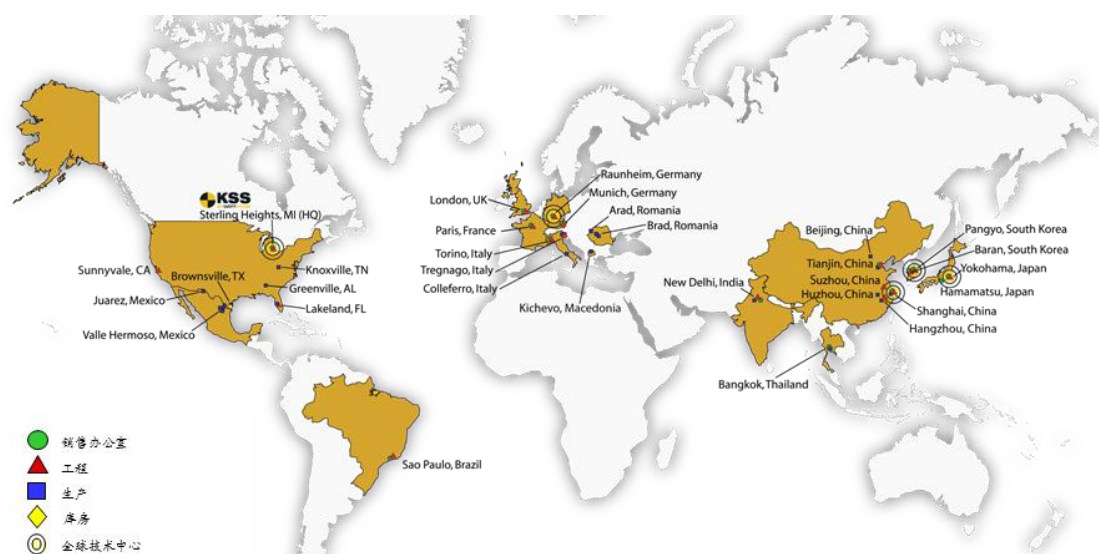 KSS
Sterling Heights, MI (HQ)
Sunnyvale, CA
Brownsville, TX
Knoxville, TN
Greenville, AL
Juarez, Mexico
Lakeland, FL
Valle Hermoso, Mexico
Sao Paulo, Brazil
London, UK
Paris, France
Torino, Italy
Tregnago, Italy
Colleferro, Italy
Raunheim, Germany
Munich, Germany
Arad, Romania
Brad, Romania
Kichevo, Macedonia
New Delhi, India
Bangkok, Thailand
Beijing, China
Tianjin, China
Suzhou, China
Huzhou, China
Pangyo, South Korea
Baran, South Korea
Yokohama, Japan
Hamamatsu, Japan
Shanghai, China
Hangzhou, China
销售办公室
工程
生产
库房
全球技术中心